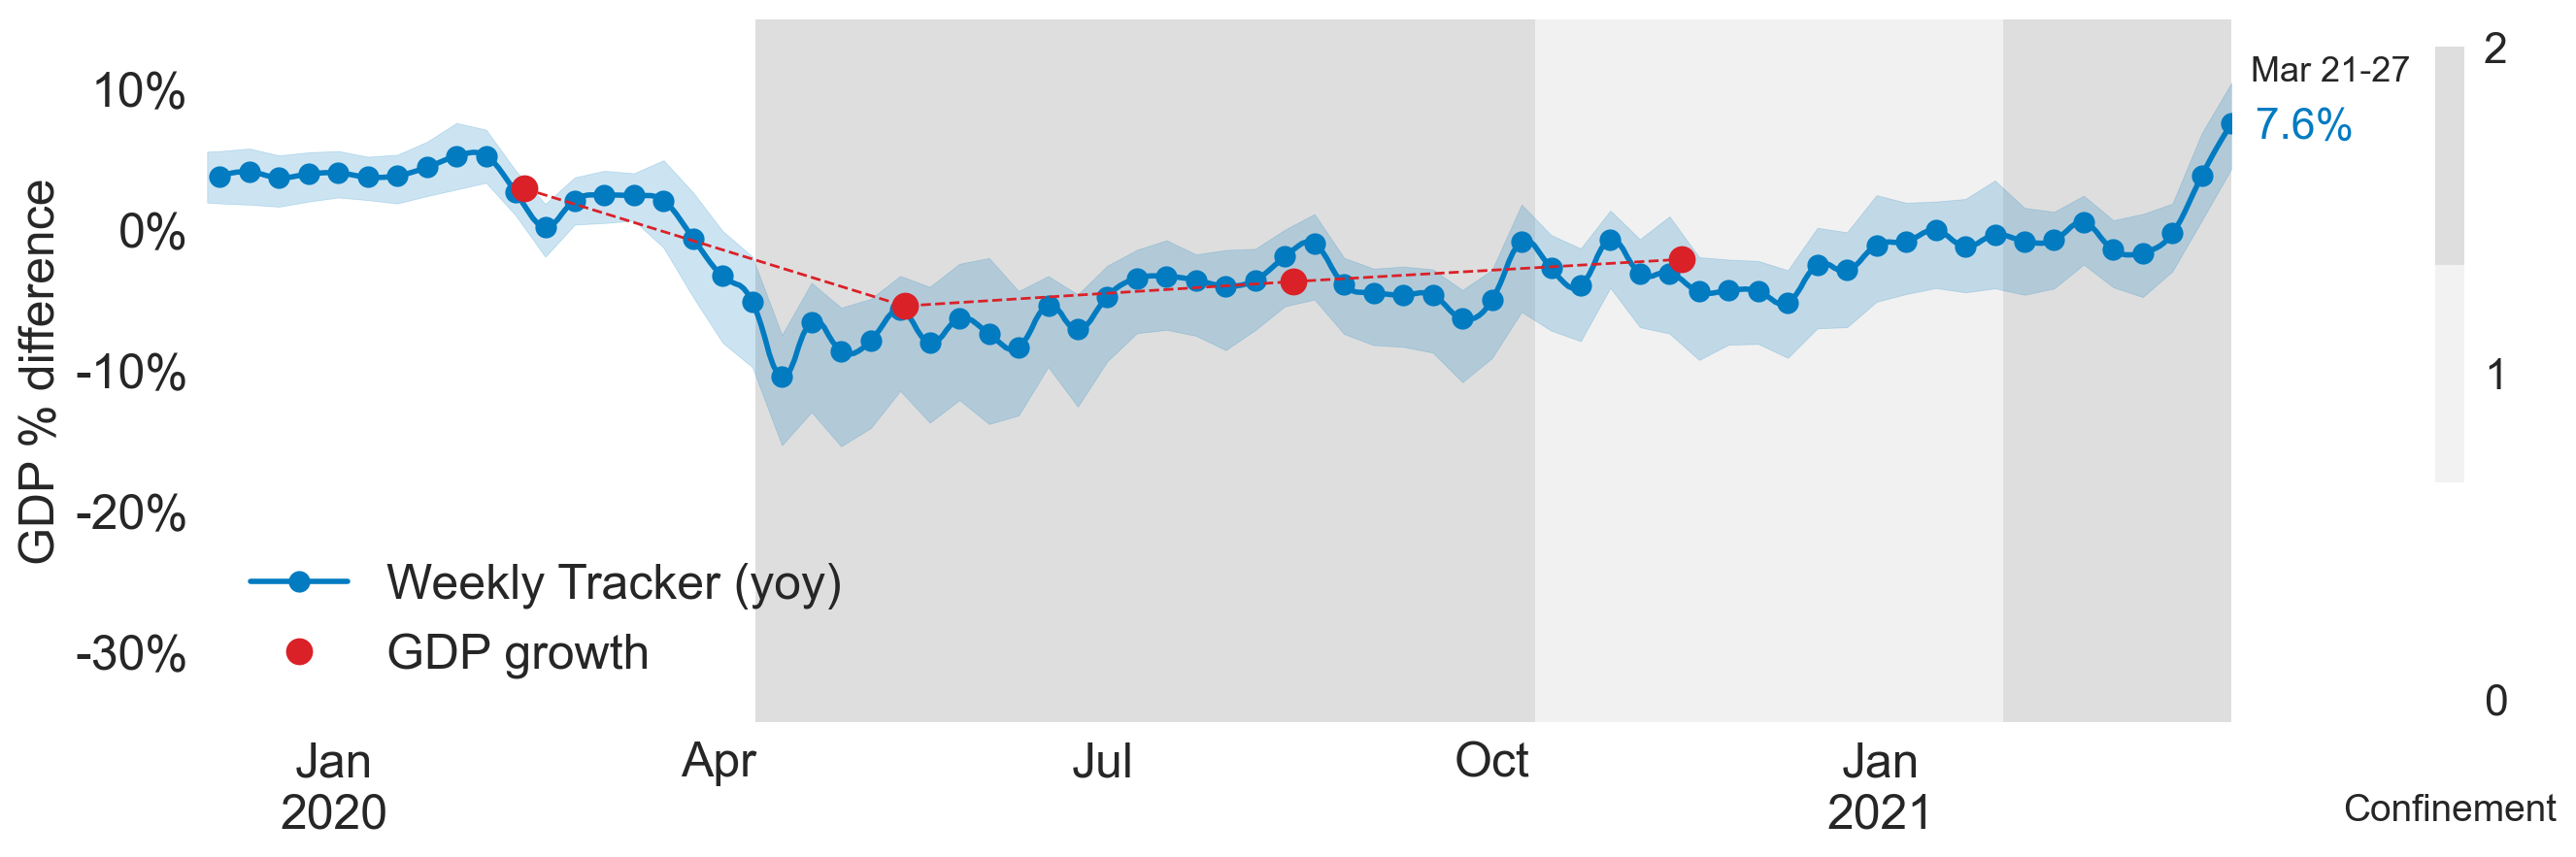 GDP % difference
10%
0%
-10%
-20%
-30%
Weekly Tracker (yoy)
GDP growth
Jan
2020
Apr
Jul
Oct
Jan
2021
Mar 21-27
7.6%
2
1
0
Confinement